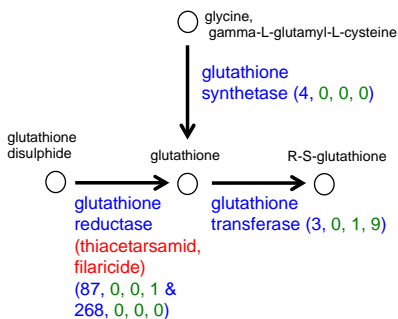 glycine,
gamma-L-glutamyl-L-cysteine
glutathione
synthetase (4, 0, 0, 0)
glutathione
disulphide
glutathione
R-S-glutathione
glutathione
reductase
(thiacetarsamid,
filaricide)
(87, 0, 0, 1 &
268, 0, 0, 0)
glutathione
transferase (3, 0, 1, 9)